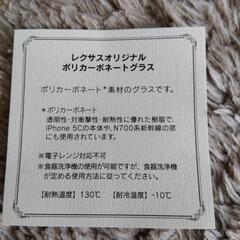 レクサスオリジナル
ポリカーボネートグラス
ポリカーボネート*素材のグラスです。
*ポリカーボネート
透明性・対衝撃性・耐熱性に優れた樹脂で、
iPhone 5Cの本体や、N700系新幹線の窓
にも使用されています。
※電子レンジ対応不可
※食器洗浄機の使用が可能ですが、食器洗浄機
が定める使用方法に従ってください。
【耐熱温度】130℃ 【耐冷温度】-10℃